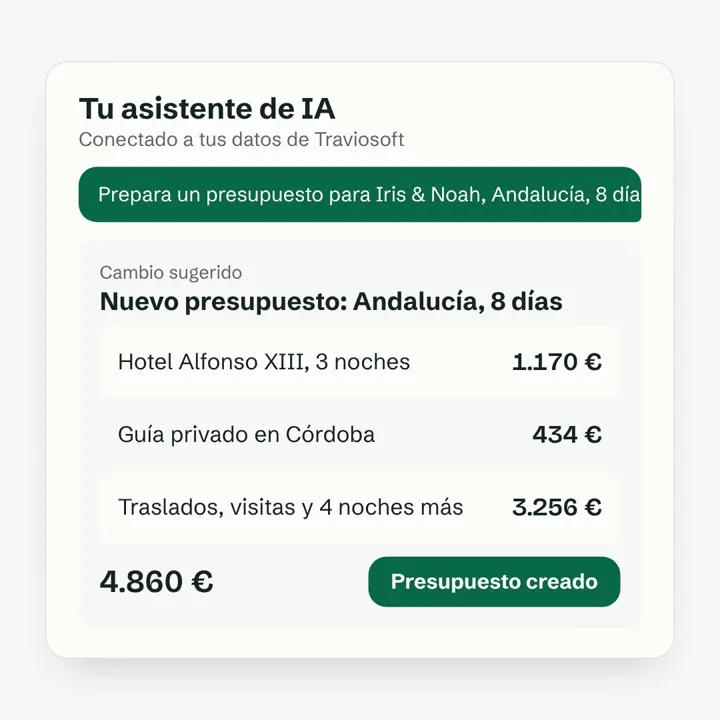 Tu asistente de IA
Conectado a tus datos de Traviosoft
Prepara un presupuesto para Iris & Noah, Andalucía, 8 día
Cambio sugerido
Nuevo presupuesto: Andalucía, 8 días
Hotel Alfonso XIII, 3 noches 1.170 €
Guía privado en Córdoba 434 €
Traslados, visitas y 4 noches más 3.256 €
4.860 € Presupuesto creado